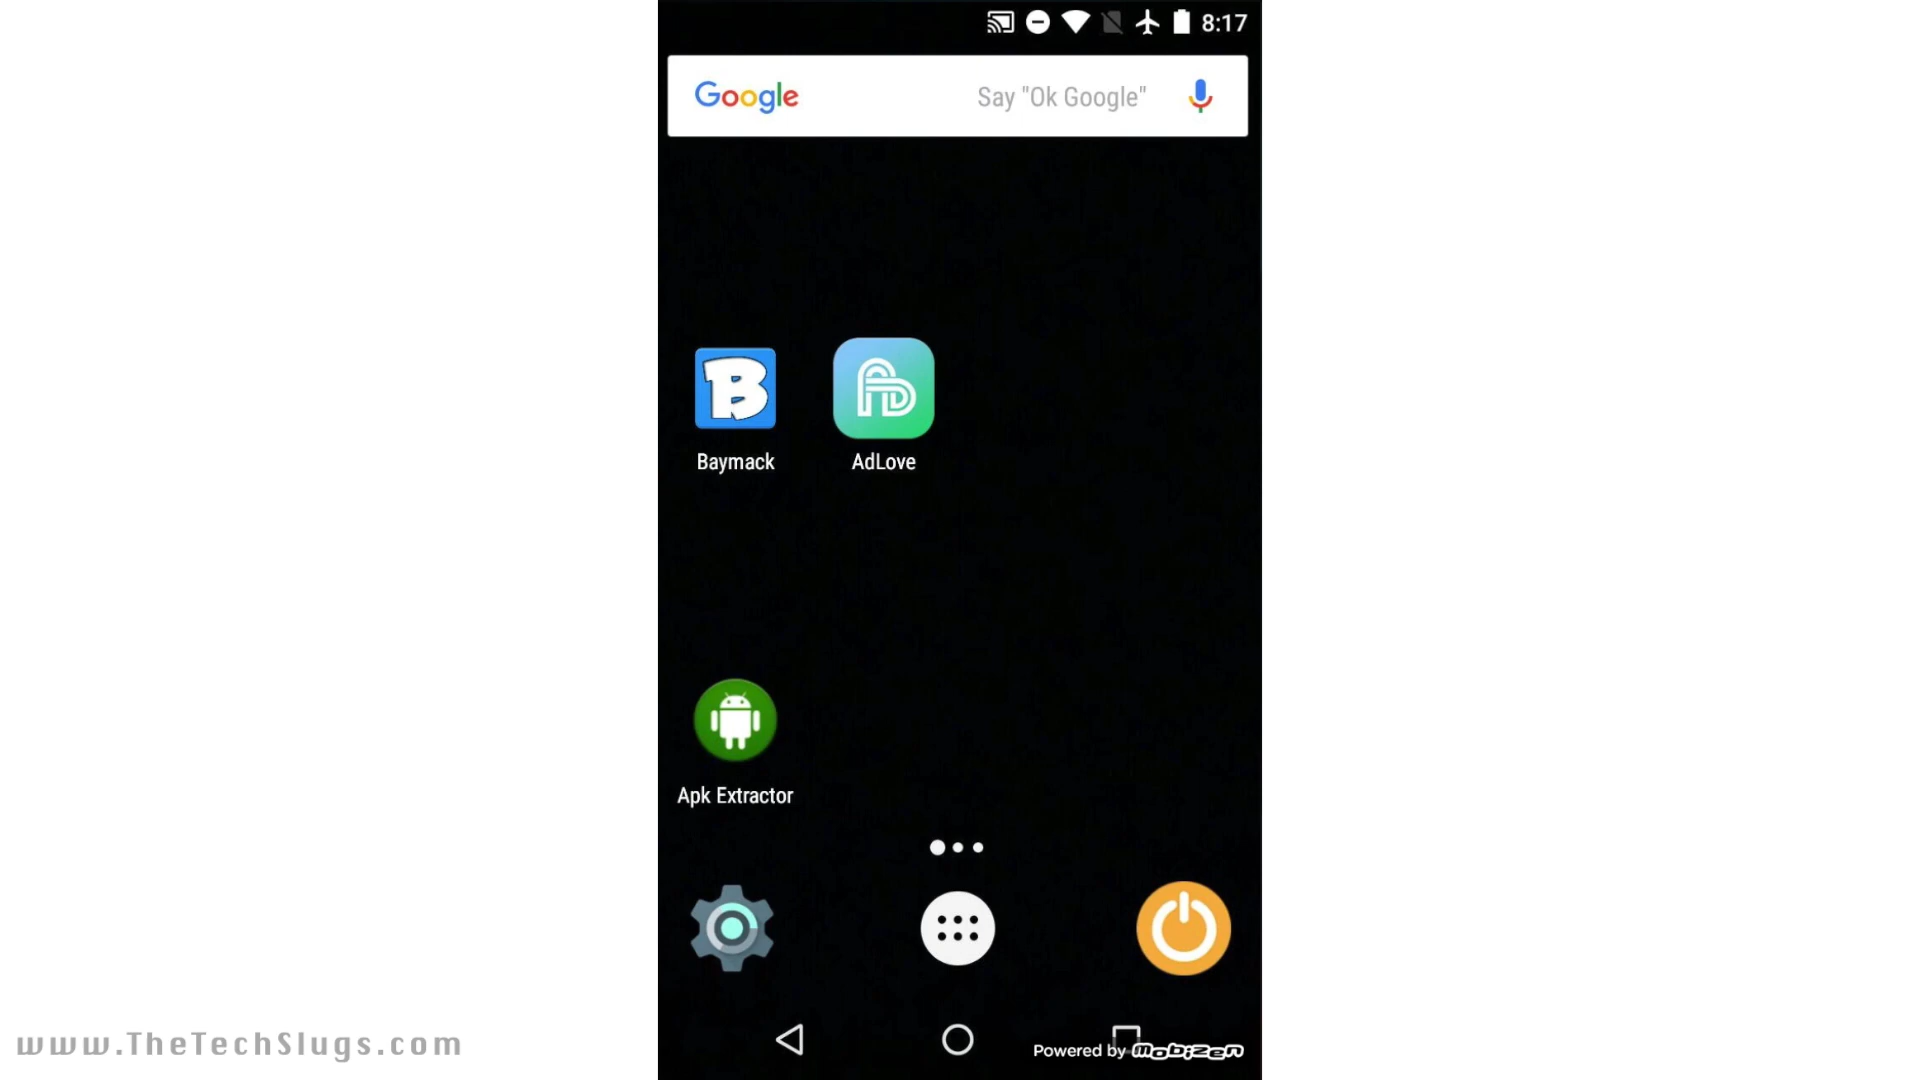 8:17
Google Say "Ok Google"
Baymack AdLove
Apk Extractor
www.TheTechSlugs.com
Powered by mobizen